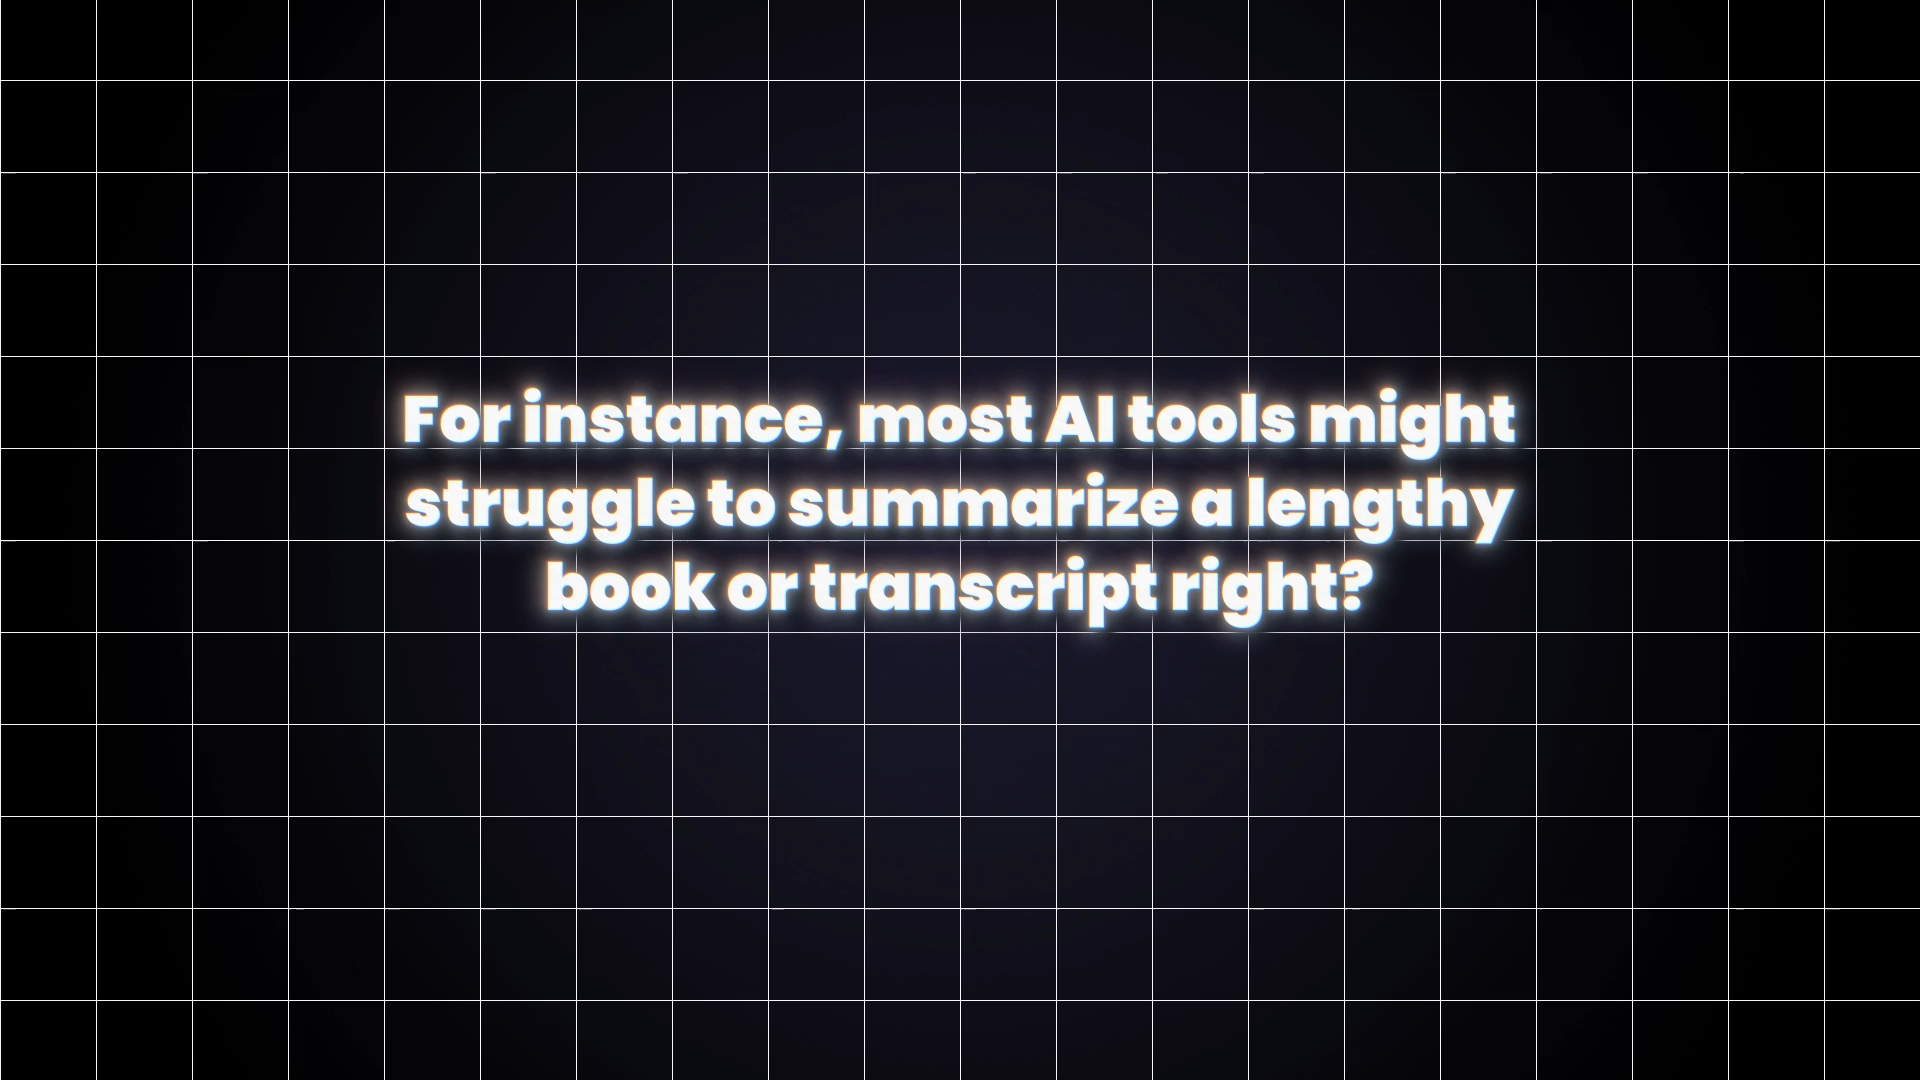 For instance, most AI tools might
struggle to summarize a lengthy
book or transcript right?